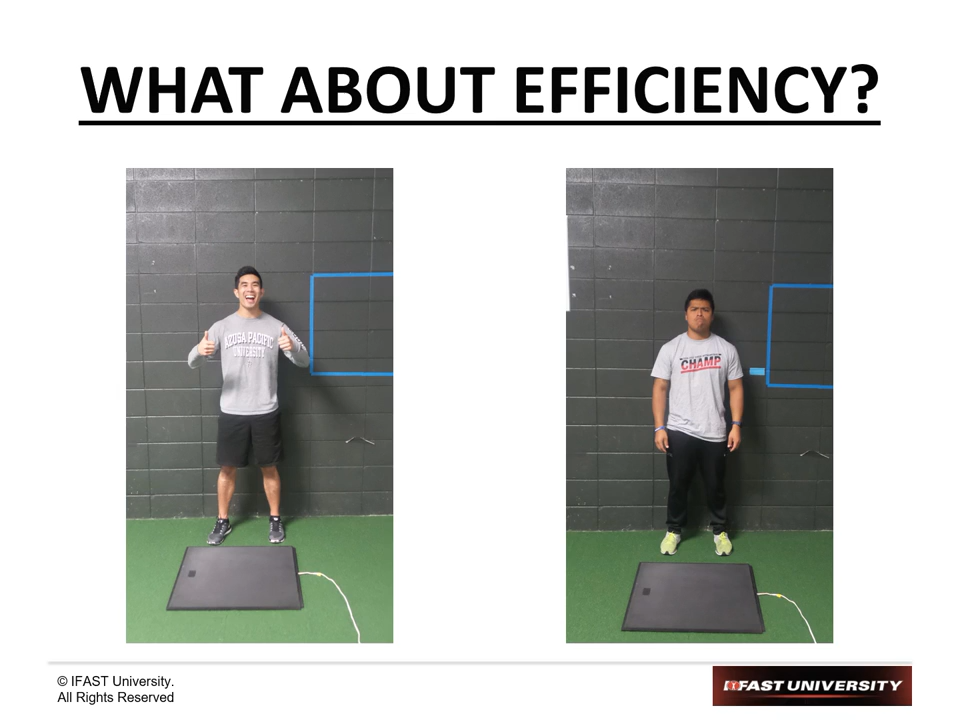 WHAT ABOUT EFFICIENCY?
AZUSA PACIFIC
UNIVERSITY
CHAMP
© IFAST University.
All Rights Reserved
IFAST UNIVERSITY